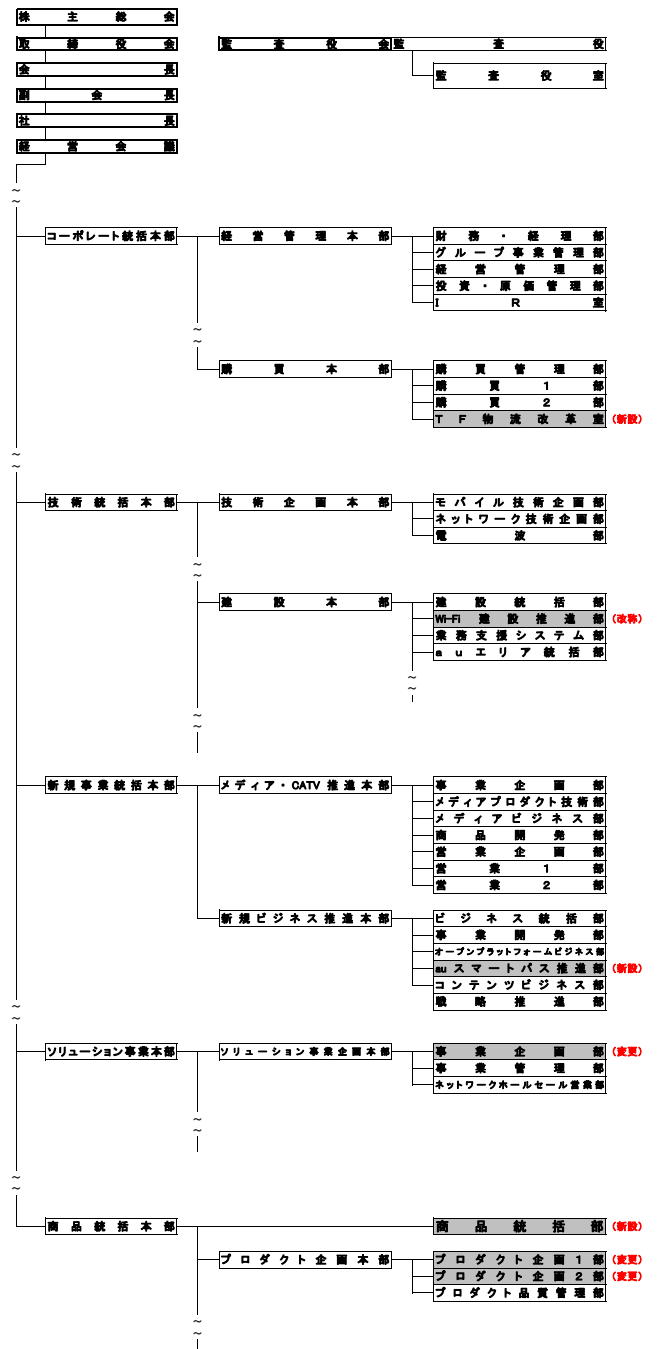 株主総会
取締役会 監査役会 監査役
会長
監査役室
副会長
社長
経営会議
コーポレート統括本部 経営管理本部 財務・経理部
グループ事業管理部
経営管理部
投資・原価管理部
IR室
購買本部 購買管理部
購買1部
購買2部
TF物流改革室 (新設)
技術統括本部 技術企画本部 モバイル技術企画部
ネットワーク技術企画部
電波部
建設本部 建設統括部
Wi-Fi建設推進部 (改称)
業務支援システム部
auエリア統括部
新規事業統括本部 メディア・CATV推進本部 事業企画部
メディアプロダクト技術部
メディアビジネス部
商品開発部
営業企画部
営業1部
営業2部
新規ビジネス推進本部 ビジネス統括部
事業開発部
オープンプラットフォームビジネス部
auスマートパス推進部 (新設)
コンテンツビジネス部
戦略推進部
ソリューション事業本部 ソリューション事業企画本部 事業企画部 (変更)
事業管理部
ネットワークホールセール営業部
商品統括本部 商品統括部 (新設)
プロダクト企画本部 プロダクト企画1部 (変更)
プロダクト企画2部 (変更)
プロダクト品質管理部